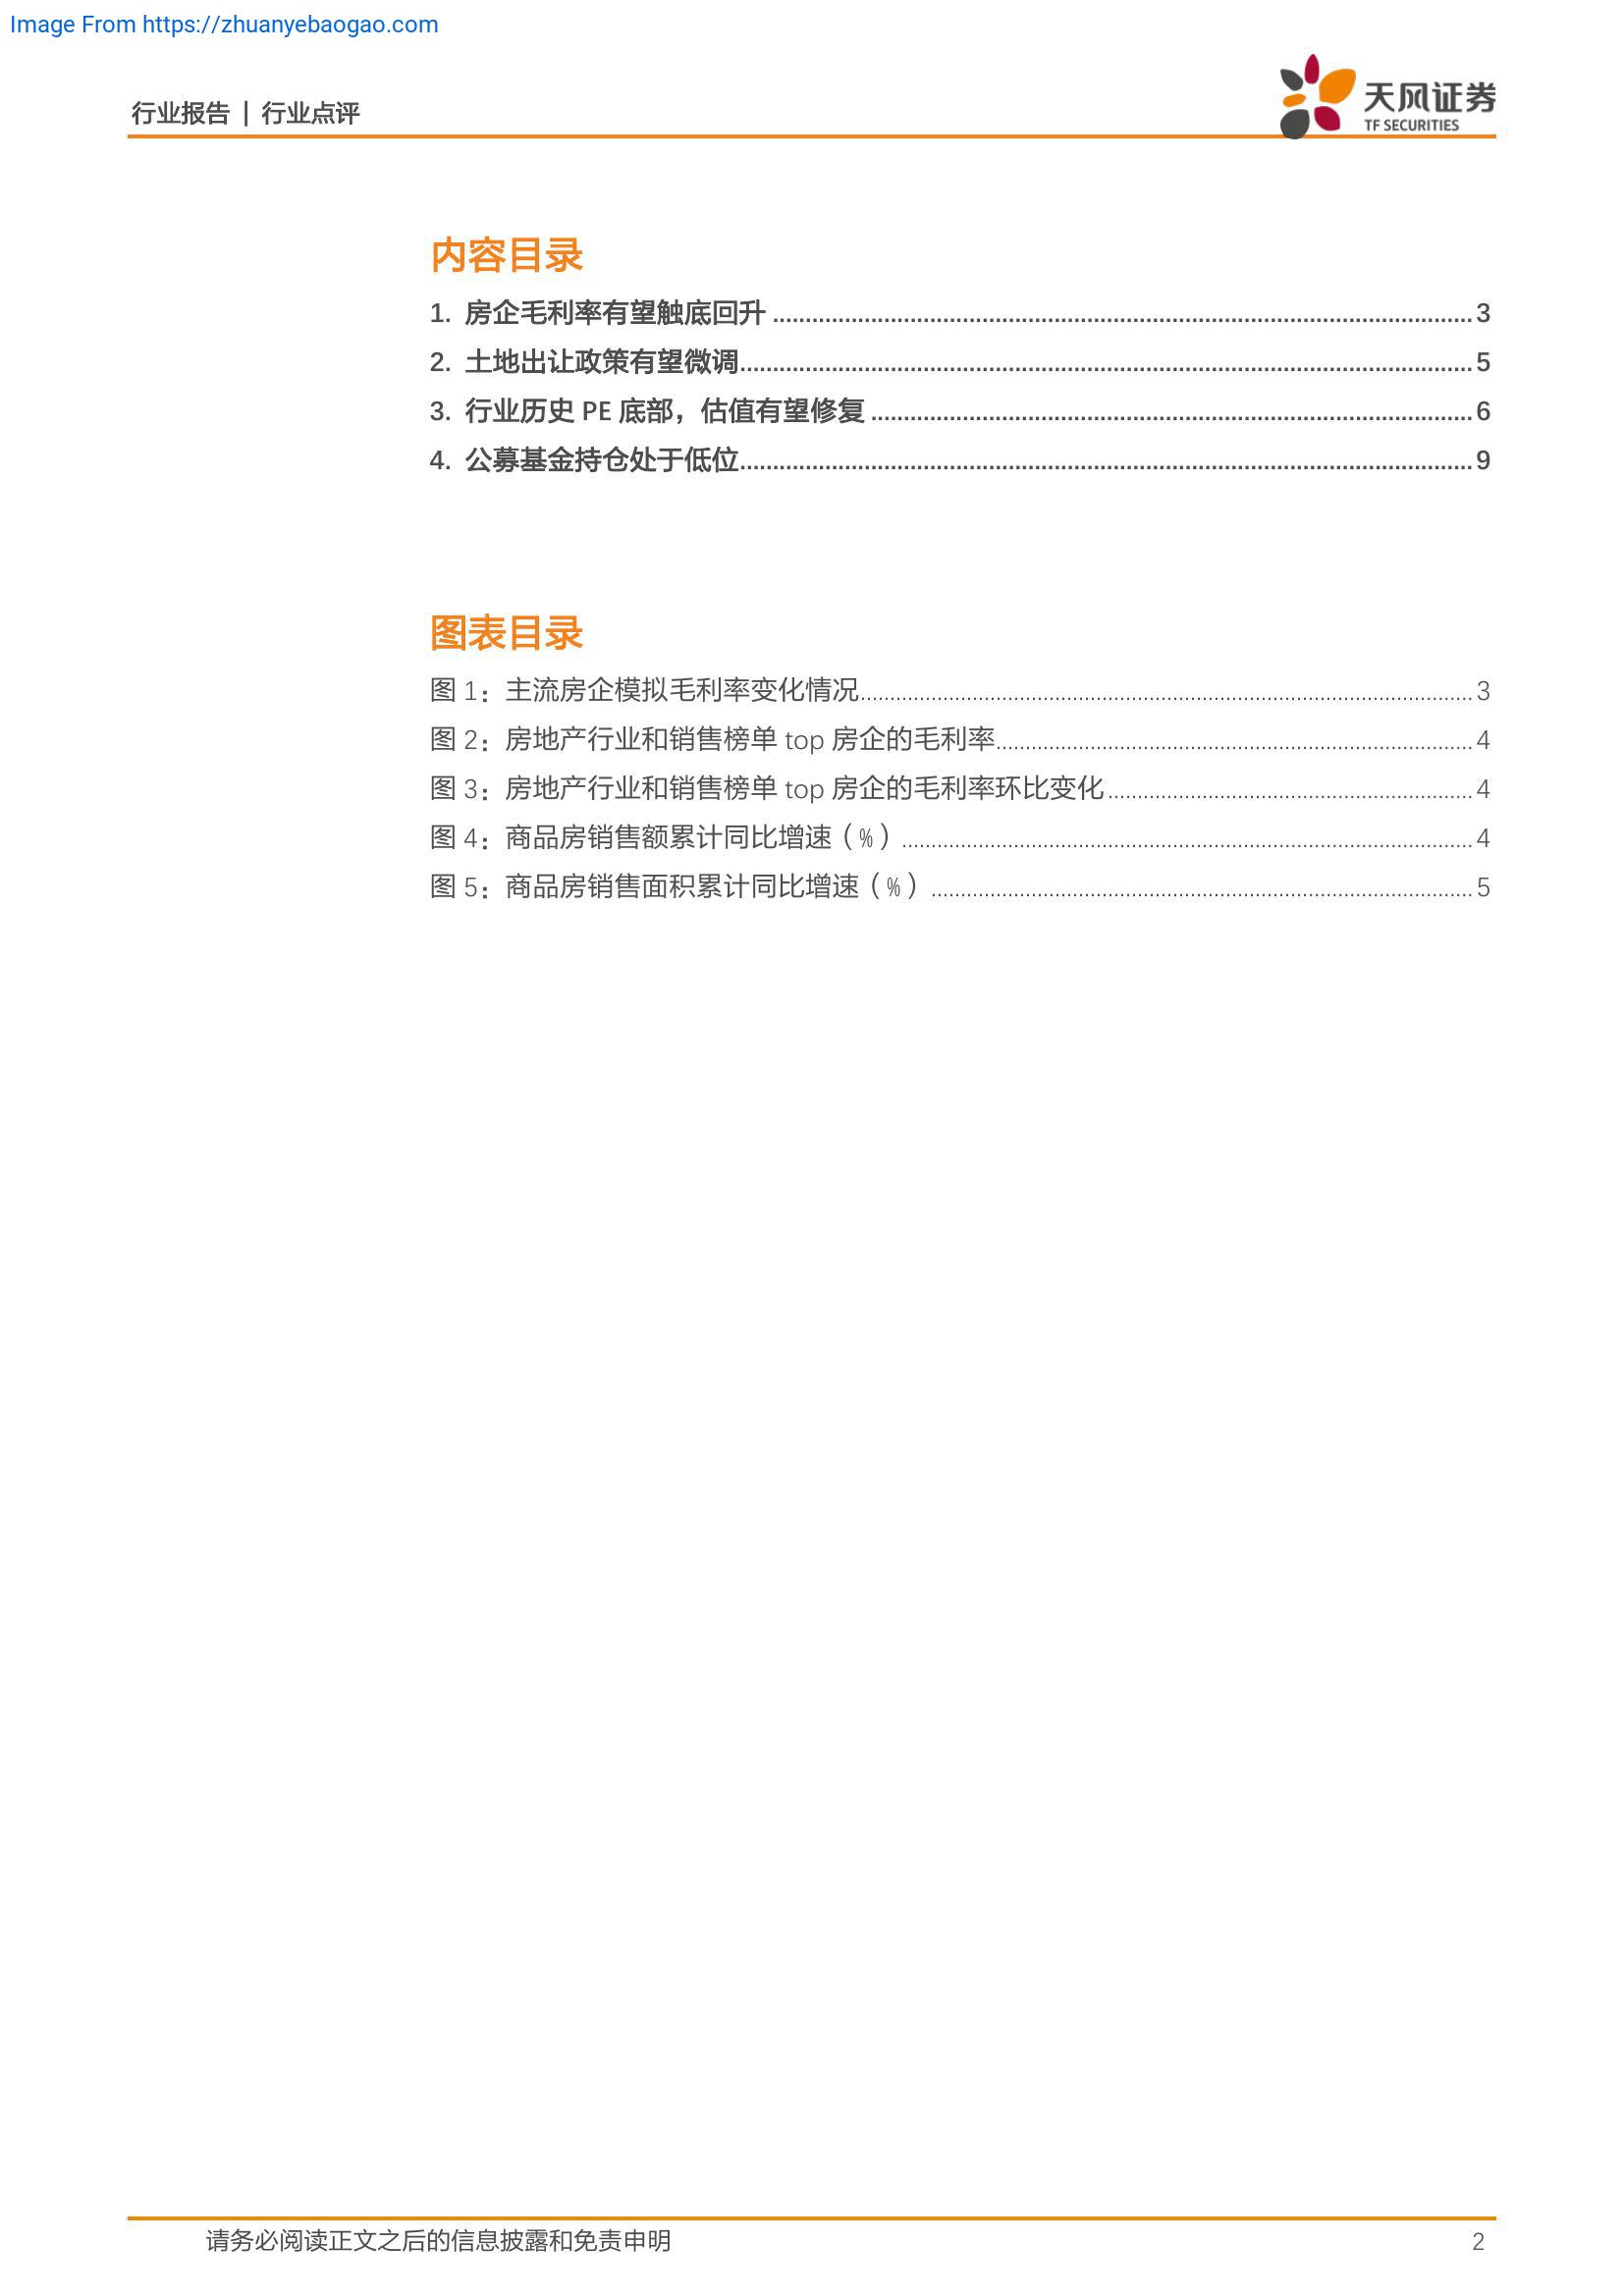 Image From https://zhuanyebaogao.com
行业报告 | 行业点评
天风证券
TF SECURITIES
内容目录
1. 房企毛利率有望触底回升 ........ 3
2. 土地出让政策有望微调 ........ 5
3. 行业历史 PE 底部，估值有望修复 ........ 6
4. 公募基金持仓处于低位 ........ 9
图表目录
图 1：主流房企模拟毛利率变化情况 ........ 3
图 2：房地产行业和销售榜单 top 房企的毛利率 ........ 4
图 3：房地产行业和销售榜单 top 房企的毛利率环比变化 ........ 4
图 4：商品房销售额累计同比增速（%） ........ 4
图 5：商品房销售面积累计同比增速（%） ........ 5
请务必阅读正文之后的信息披露和免责申明 2